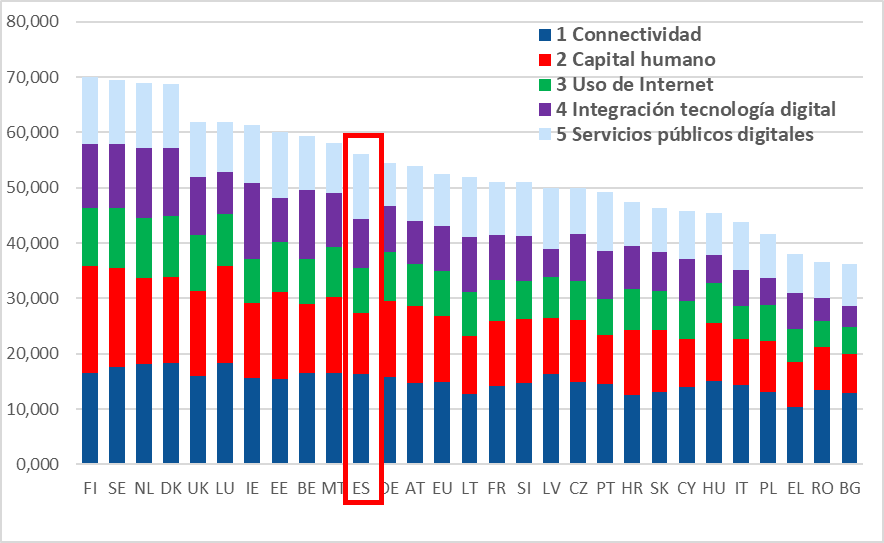 80,000
70,000
60,000
50,000
40,000
30,000
20,000
10,000
0,000
1 Connectividad
2 Capital humano
3 Uso de Internet
4 Integración tecnología digital
5 Servicios públicos digitales
FI SE NL DK UK LU IE EE BE MT ES DE AT EU LT FR SI LV CZ PT HR SK CY HU IT PL EL RO BG